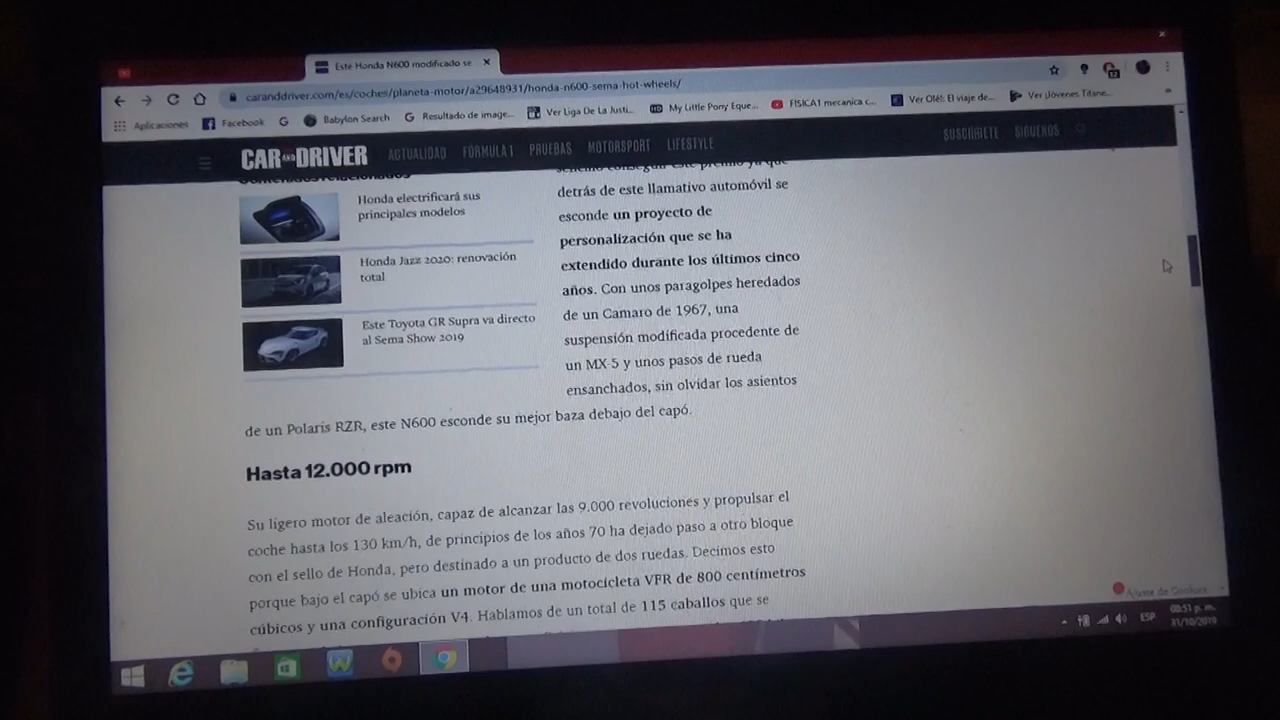 Este Honda N600 modificado se
caranddriver.com/es/coches/planeta-motor/a29648931/honda-n600-sema-hot-wheels/
12
Aplicaciones Facebook Babylon Search Resultado de image... Ver Liga De La Justi... My Little Pony Eque... FISICA1 mecanica c... Ver Olé!: El viaje de... Ver Jóvenes Titane...
CAR AND DRIVER ACTUALIDAD FÓRMULA 1 PRUEBAS MOTORSPORT LIFESTYLE SUSCRÍBETE SÍGUENOS
Honda electrificará sus
principales modelos
Honda Jazz 2020: renovación
total
Este Toyota GR Supra va directo
al Sema Show 2019
detrás de este llamativo automóvil se
esconde un proyecto de
personalización que se ha
extendido durante los últimos cinco
años. Con unos paragolpes heredados
de un Camaro de 1967, una
suspensión modificada procedente de
un MX-5 y unos pasos de rueda
ensanchados, sin olvidar los asientos
de un Polaris RZR, este N600 esconde su mejor baza debajo del capó.
Hasta 12.000 rpm
Su ligero motor de aleación, capaz de alcanzar las 9.000 revoluciones y propulsar el
coche hasta los 130 km/h, de principios de los años 70 ha dejado paso a otro bloque
con el sello de Honda, pero destinado a un producto de dos ruedas. Decimos esto
porque bajo el capó se ubica un motor de una motocicleta VFR de 800 centímetros
cúbicos y una configuración V4. Hablamos de un total de 115 caballos que se
Ajuste de Cookies
ESP
08:51 p. m.
31/10/2019